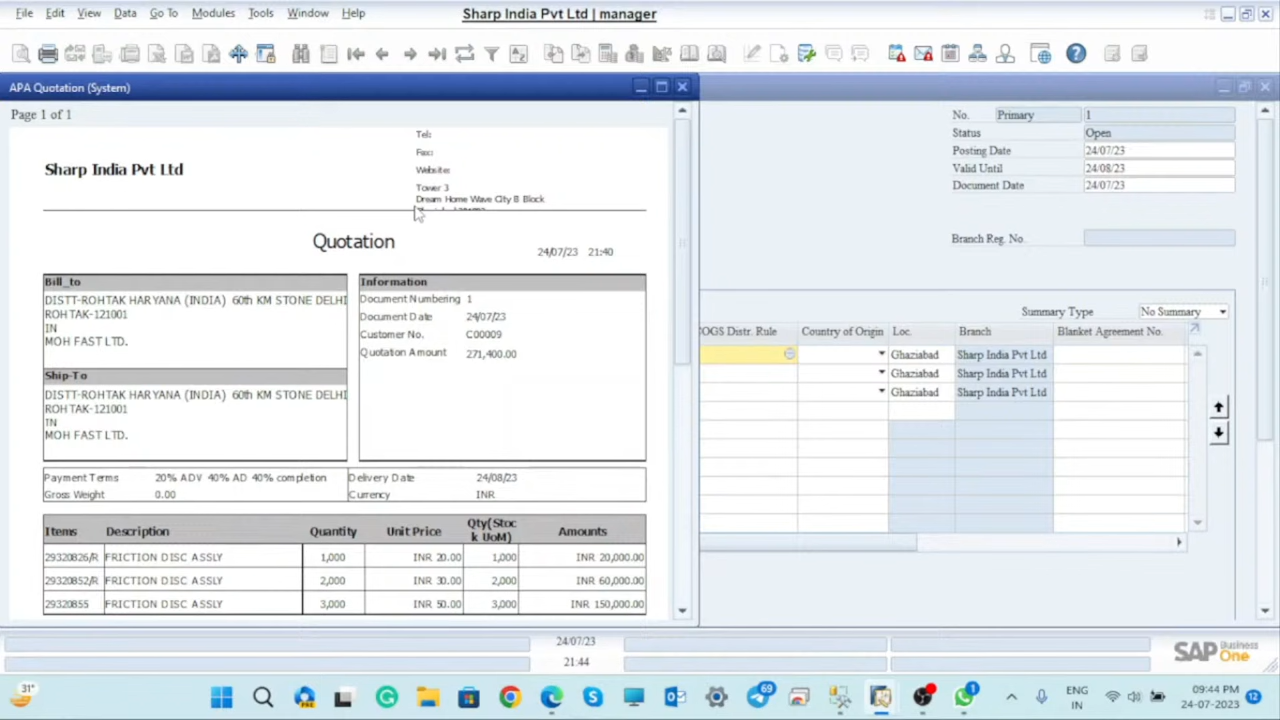 File Edit View Data Go To Modules Tools Window Help
Sharp India Pvt Ltd | manager
APA Quotation (System)
Page 1 of 1
Tel:
Fax:
Website:
Tower 3
Dream Home Wave City B Block
Sharp India Pvt Ltd
Quotation
24/07/23 21:40
Bill_to
DISTT-ROHTAK HARYANA (INDIA) 60th KM STONE DELHI
ROHTAK-121001
IN
MOH FAST LTD.
Ship-To
DISTT-ROHTAK HARYANA (INDIA) 60th KM STONE DELHI
ROHTAK-121001
IN
MOH FAST LTD.
Information
Document Numbering 1
Document Date 24/07/23
Customer No. C00009
Quotation Amount 271,400.00
Payment Terms 20% ADV 40% AD 40% completion Delivery Date 24/08/23
Gross Weight 0.00 Currency INR
Items Description Quantity Unit Price Qty(Stoc k UoM) Amounts
29320826/R FRICTION DISC ASSLY 1,000 INR 20.00 1,000 INR 20,000.00
29320852/R FRICTION DISC ASSLY 2,000 INR 30.00 2,000 INR 60,000.00
29320855 FRICTION DISC ASSLY 3,000 INR 50.00 3,000 INR 150,000.00
No. Primary 1
Status Open
Posting Date 24/07/23
Valid Until 24/08/23
Document Date 24/07/23
Branch Reg. No.
Summary Type No Summary
COGS Distr. Rule Country of Origin Loc. Branch Blanket Agreement No.
Ghaziabad Sharp India Pvt Ltd
Ghaziabad Sharp India Pvt Ltd
Ghaziabad Sharp India Pvt Ltd
24/07/23
21:44
SAP Business One
31°
PRE
69
1
ENG
IN
09:44 PM
24-07-2023
12